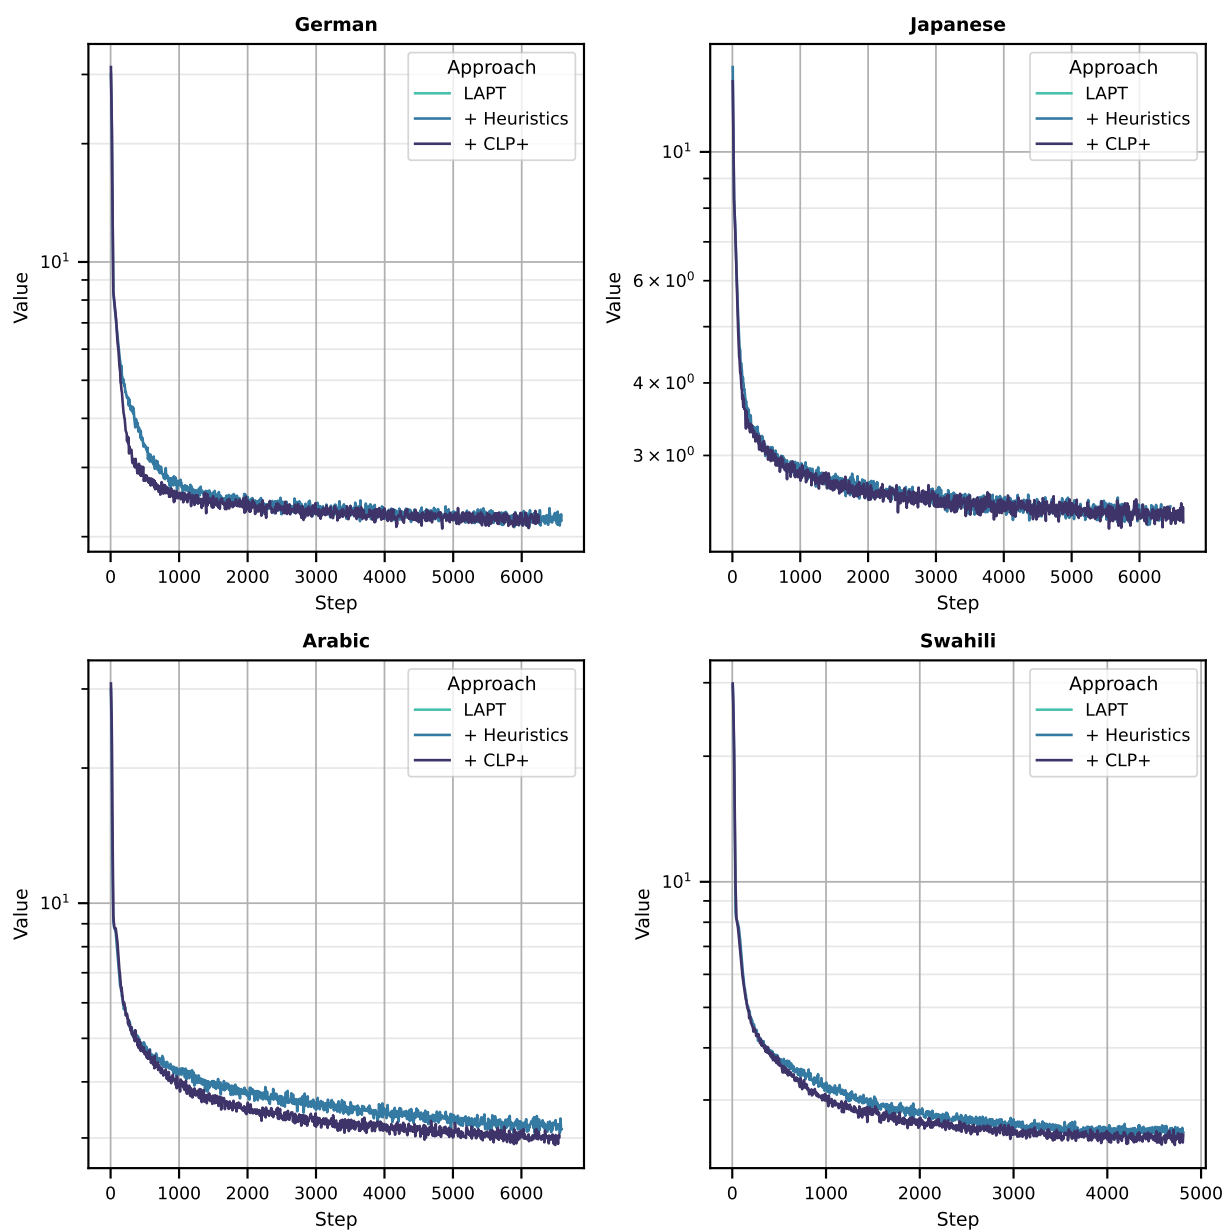 German
Approach
LAPT
+ Heuristics
+ CLP+
10¹
Value
0 1000 2000 3000 4000 5000 6000
Step
Japanese
Approach
LAPT
+ Heuristics
+ CLP+
10¹
6 × 10⁰
4 × 10⁰
3 × 10⁰
Value
0 1000 2000 3000 4000 5000 6000
Step
Arabic
Approach
LAPT
+ Heuristics
+ CLP+
10¹
Value
0 1000 2000 3000 4000 5000 6000
Step
Swahili
Approach
LAPT
+ Heuristics
+ CLP+
10¹
Value
0 1000 2000 3000 4000 5000
Step